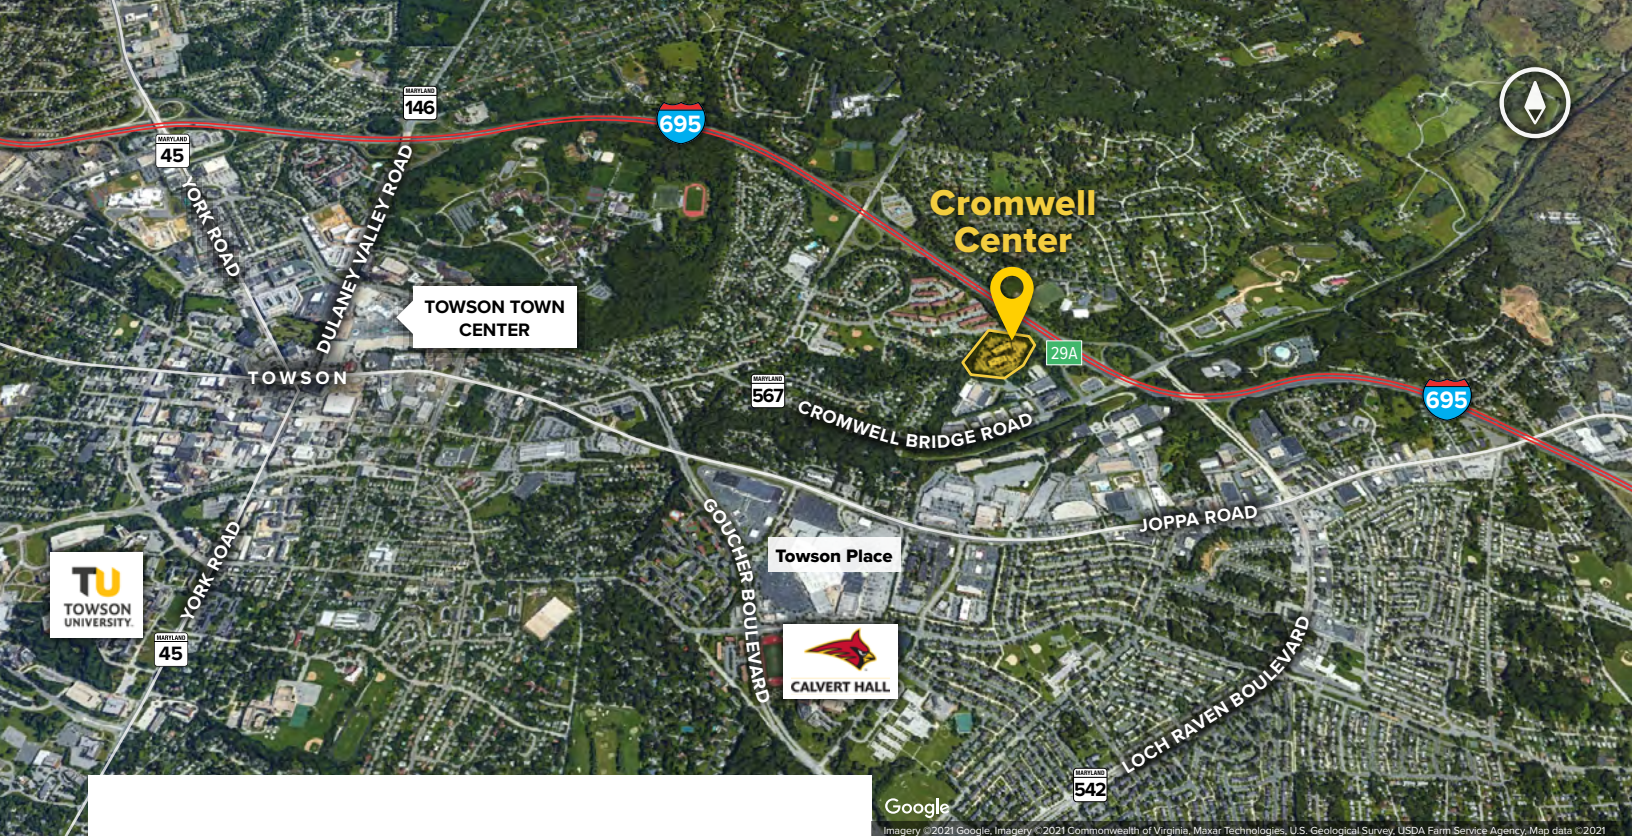 MARYLAND
146
695
MARYLAND
45
YORK ROAD
DULANEY VALLEY ROAD
Cromwell
Center
TOWSON TOWN
CENTER
29A
TOWSON
MARYLAND
567
CROMWELL BRIDGE ROAD
695
GOUCHER BOULEVARD
JOPPA ROAD
Towson Place
YORK ROAD
TU
TOWSON
UNIVERSITY.
MARYLAND
45
CALVERT HALL
LOCH RAVEN BOULEVARD
MARYLAND
542
Google
Imagery ©2021 Google, Imagery ©2021 Commonwealth of Virginia, Maxar Technologies, U.S. Geological Survey, USDA Farm Service Agency, Map data ©2021